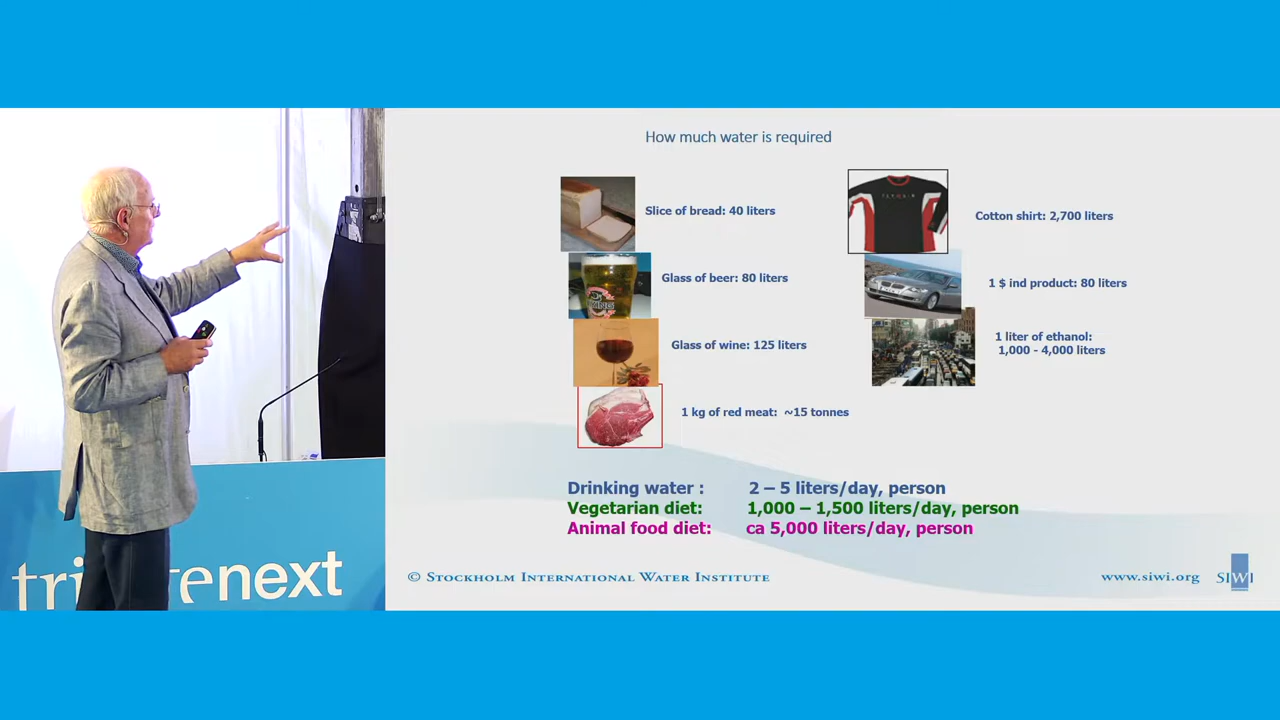 How much water is required
Slice of bread: 40 liters
Glass of beer: 80 liters
Glass of wine: 125 liters
1 kg of red meat: ~15 tonnes
Cotton shirt: 2,700 liters
1 $ ind product: 80 liters
1 liter of ethanol:
1,000 - 4,000 liters
Drinking water : 2 – 5 liters/day, person
Vegetarian diet: 1,000 – 1,500 liters/day, person
Animal food diet: ca 5,000 liters/day, person
© STOCKHOLM INTERNATIONAL WATER INSTITUTE
www.siwi.org
SIWI
next